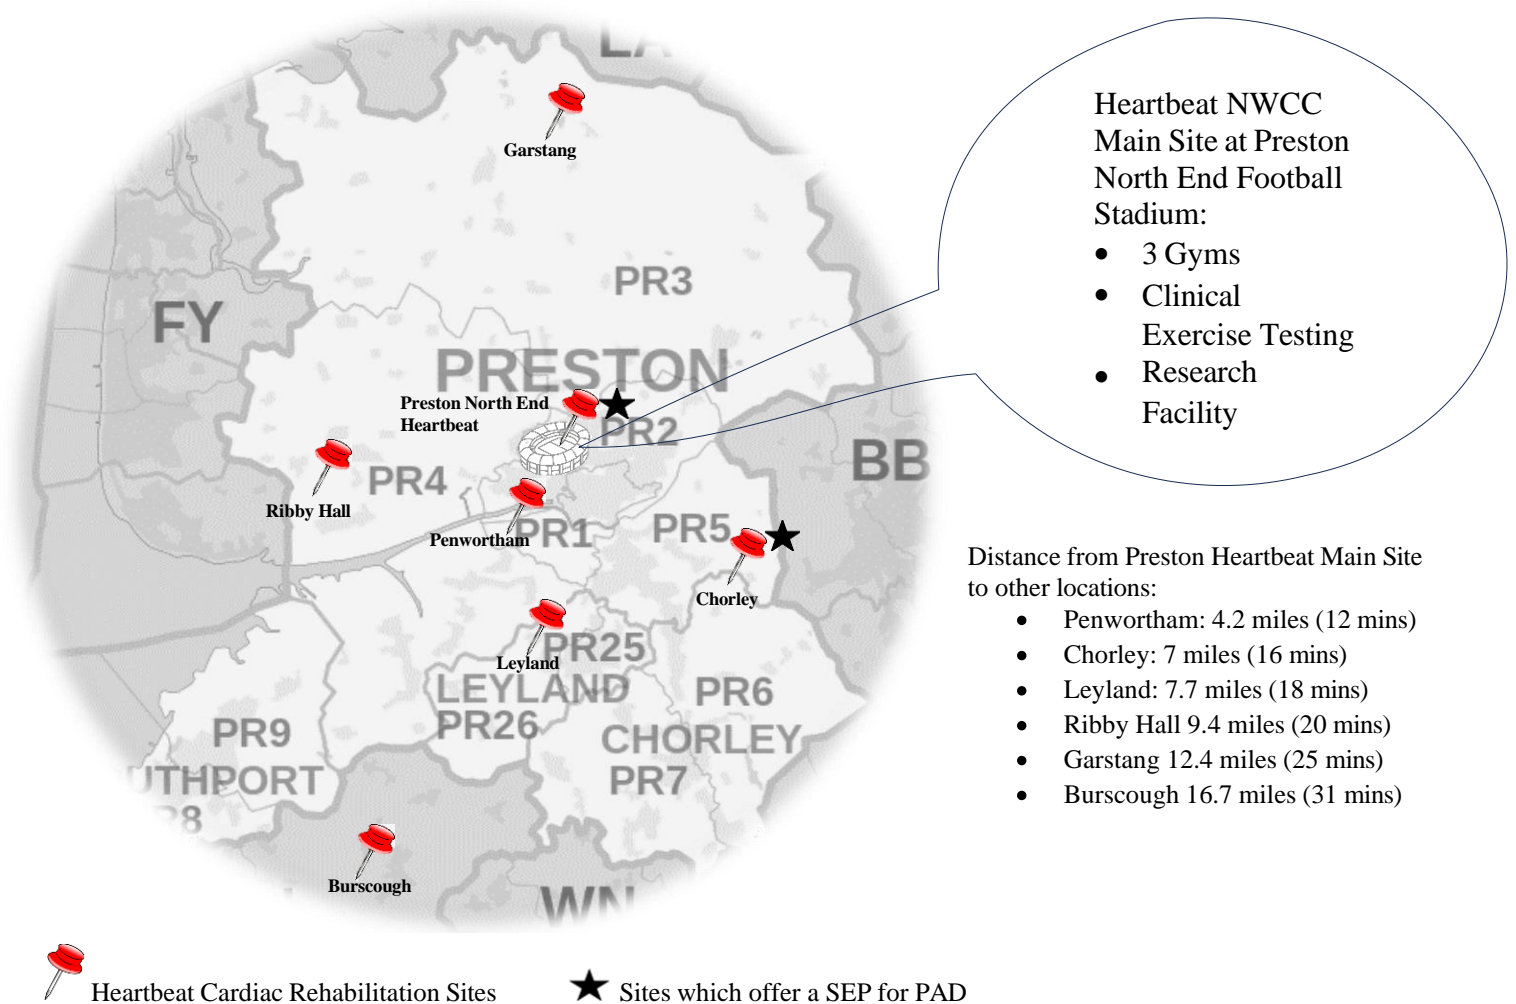 LA
Garstang
PR3
FY
PRESTON
Preston North End
Heartbeat
PR2
BB
PR4
Ribby Hall
Penwortham
PR1
PR5
Chorley
Leyland
PR25
LEYLAND
PR26
PR6
CHORLEY
PR7
PR9
UTHPORT
8
Burscough
WN
Heartbeat NWCC
Main Site at Preston
North End Football
Stadium:
• 3 Gyms
• Clinical
Exercise Testing
• Research
Facility
Distance from Preston Heartbeat Main Site
to other locations:
• Penwortham: 4.2 miles (12 mins)
• Chorley: 7 miles (16 mins)
• Leyland: 7.7 miles (18 mins)
• Ribby Hall 9.4 miles (20 mins)
• Garstang 12.4 miles (25 mins)
• Burscough 16.7 miles (31 mins)
Heartbeat Cardiac Rehabilitation Sites
Sites which offer a SEP for PAD